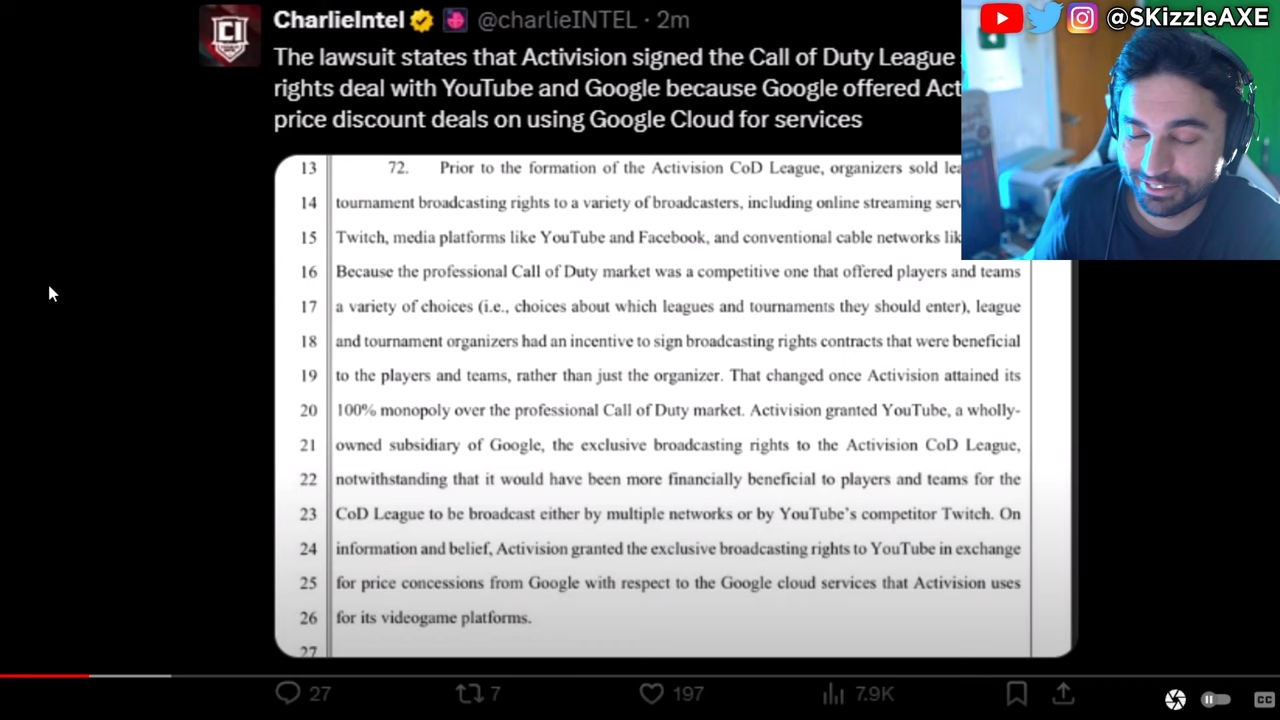 CharlieIntel @charlieINTEL · 2m
@SKizzleAXE
The lawsuit states that Activision signed the Call of Duty League
rights deal with YouTube and Google because Google offered
price discount deals on using Google Cloud for services
CI
INTEL
13 72. Prior to the formation of the Activision CoD League, organizers sold
14 tournament broadcasting rights to a variety of broadcasters, including online streaming
15 Twitch, media platforms like YouTube and Facebook, and conventional cable networks
16 Because the professional Call of Duty market was a competitive one that offered players and teams
17 a variety of choices (i.e., choices about which leagues and tournaments they should enter), league
18 and tournament organizers had an incentive to sign broadcasting rights contracts that were beneficial
19 to the players and teams, rather than just the organizer. That changed once Activision attained its
20 100% monopoly over the professional Call of Duty market. Activision granted YouTube, a wholly-
21 owned subsidiary of Google, the exclusive broadcasting rights to the Activision CoD League,
22 notwithstanding that it would have been more financially beneficial to players and teams for the
23 CoD League to be broadcast either by multiple networks or by YouTube's competitor Twitch. On
24 information and belief, Activision granted the exclusive broadcasting rights to YouTube in exchange
25 for price concessions from Google with respect to the Google cloud services that Activision uses
26 for its videogame platforms.
27
27 7 197 7.9K
CC